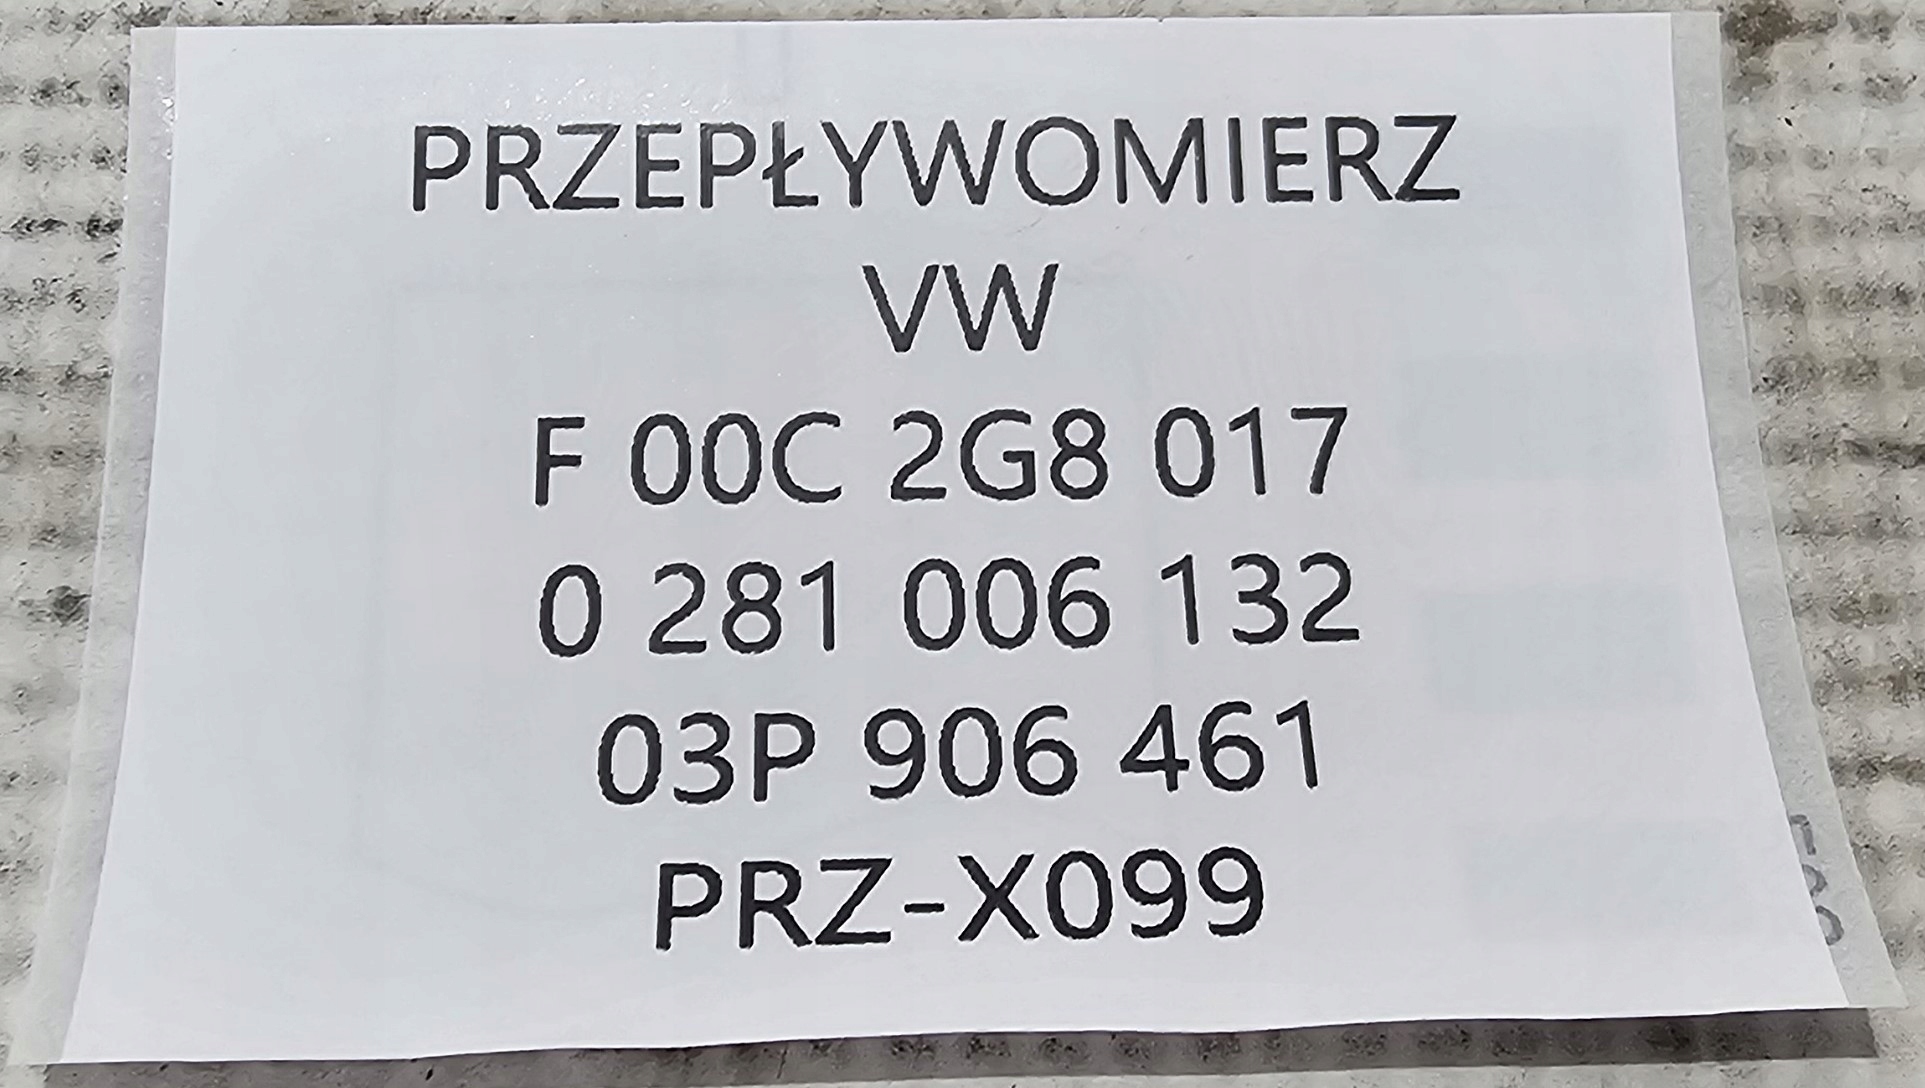 PRZEPŁYWOMIERZ
VW
F 00C 2G8 017
0 281 006 132
03P 906 461
PRZ-X099